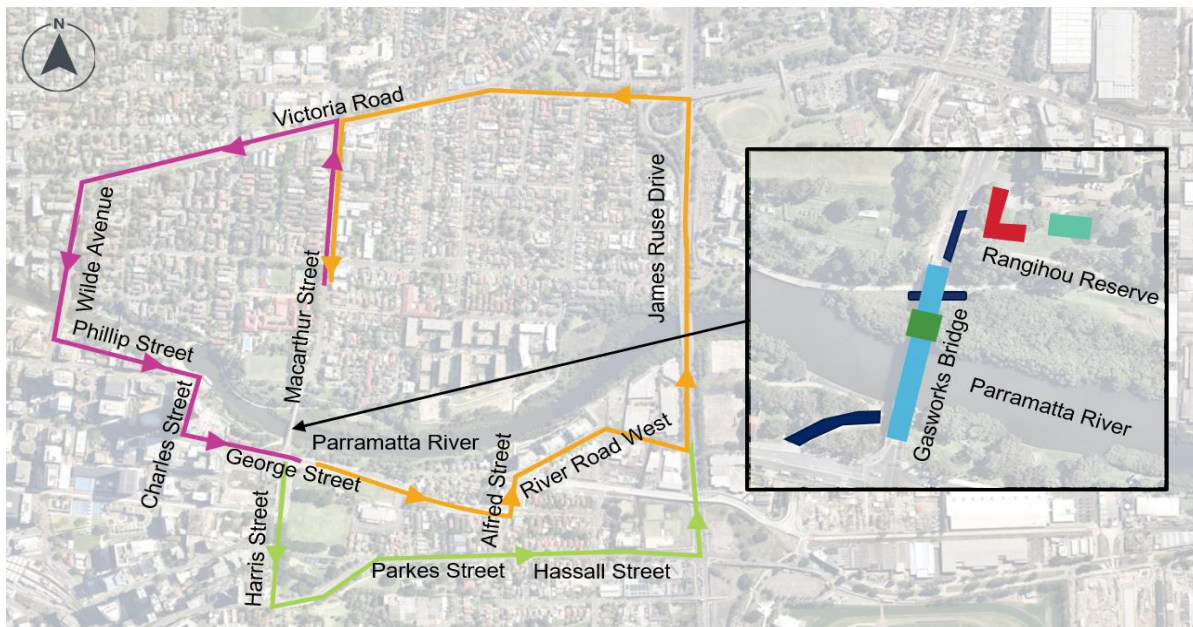 N
Victoria Road
Wilde Avenue
Macarthur Street
James Ruse Drive
Phillip Street
Charles Street
George Street
Parramatta River
Alfred Street
River Road West
Harris Street
Parkes Street
Hassall Street
Rangihou Reserve
Gasworks Bridge
Parramatta River